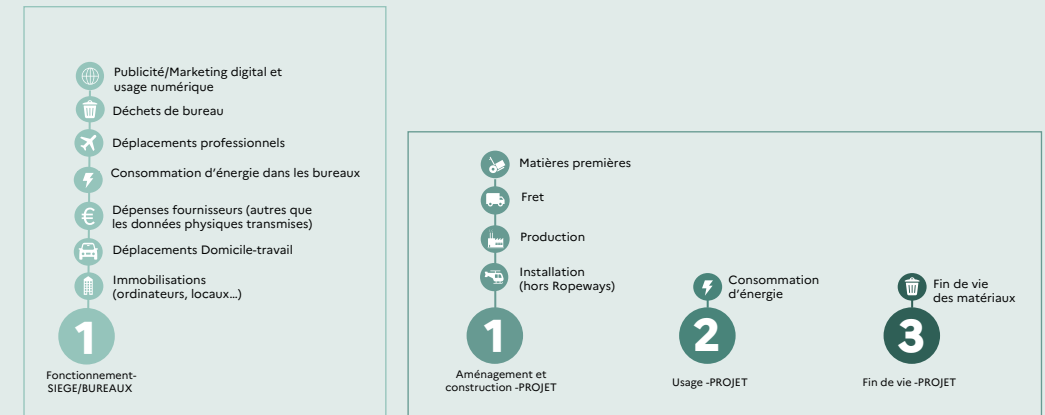 Publicité/Marketing digital et
usage numérique
Déchets de bureau
Déplacements professionnels
Consommation d'énergie dans les bureaux
Dépenses fournisseurs (autres que
les données physiques transmises)
Déplacements Domicile-travail
Immobilisations
(ordinateurs, locaux...)
1
Fonctionnement-
SIEGE/BUREAUX
Matières premières
Fret
Production
Installation
(hors Ropeways)
1
Aménagement et
construction -PROJET
Consommation
d'énergie
2
Usage -PROJET
Fin de vie
des matériaux
3
Fin de vie -PROJET